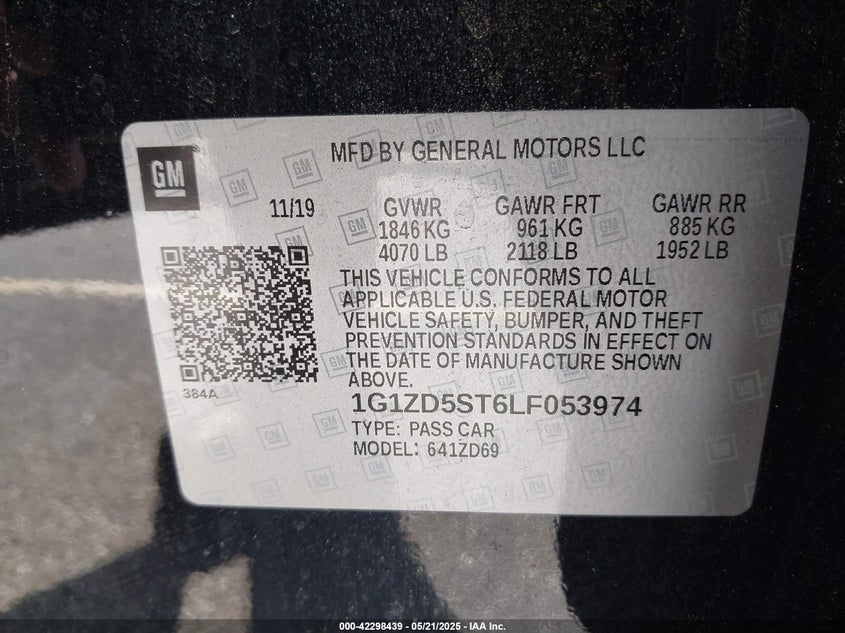 MFD BY GENERAL MOTORS LLC
GM
11/19 GVWR GAWR FRT GAWR RR
1846 KG 961 KG 885 KG
4070 LB 2118 LB 1952 LB
THIS VEHICLE CONFORMS TO ALL
APPLICABLE U.S. FEDERAL MOTOR
VEHICLE SAFETY, BUMPER, AND THEFT
PREVENTION STANDARDS IN EFFECT ON
THE DATE OF MANUFACTURE SHOWN
ABOVE.
384A
1G1ZD5ST6LF053974
TYPE: PASS CAR
MODEL: 641ZD69
000-42298439 - 05/21/2025 - IAA Inc.